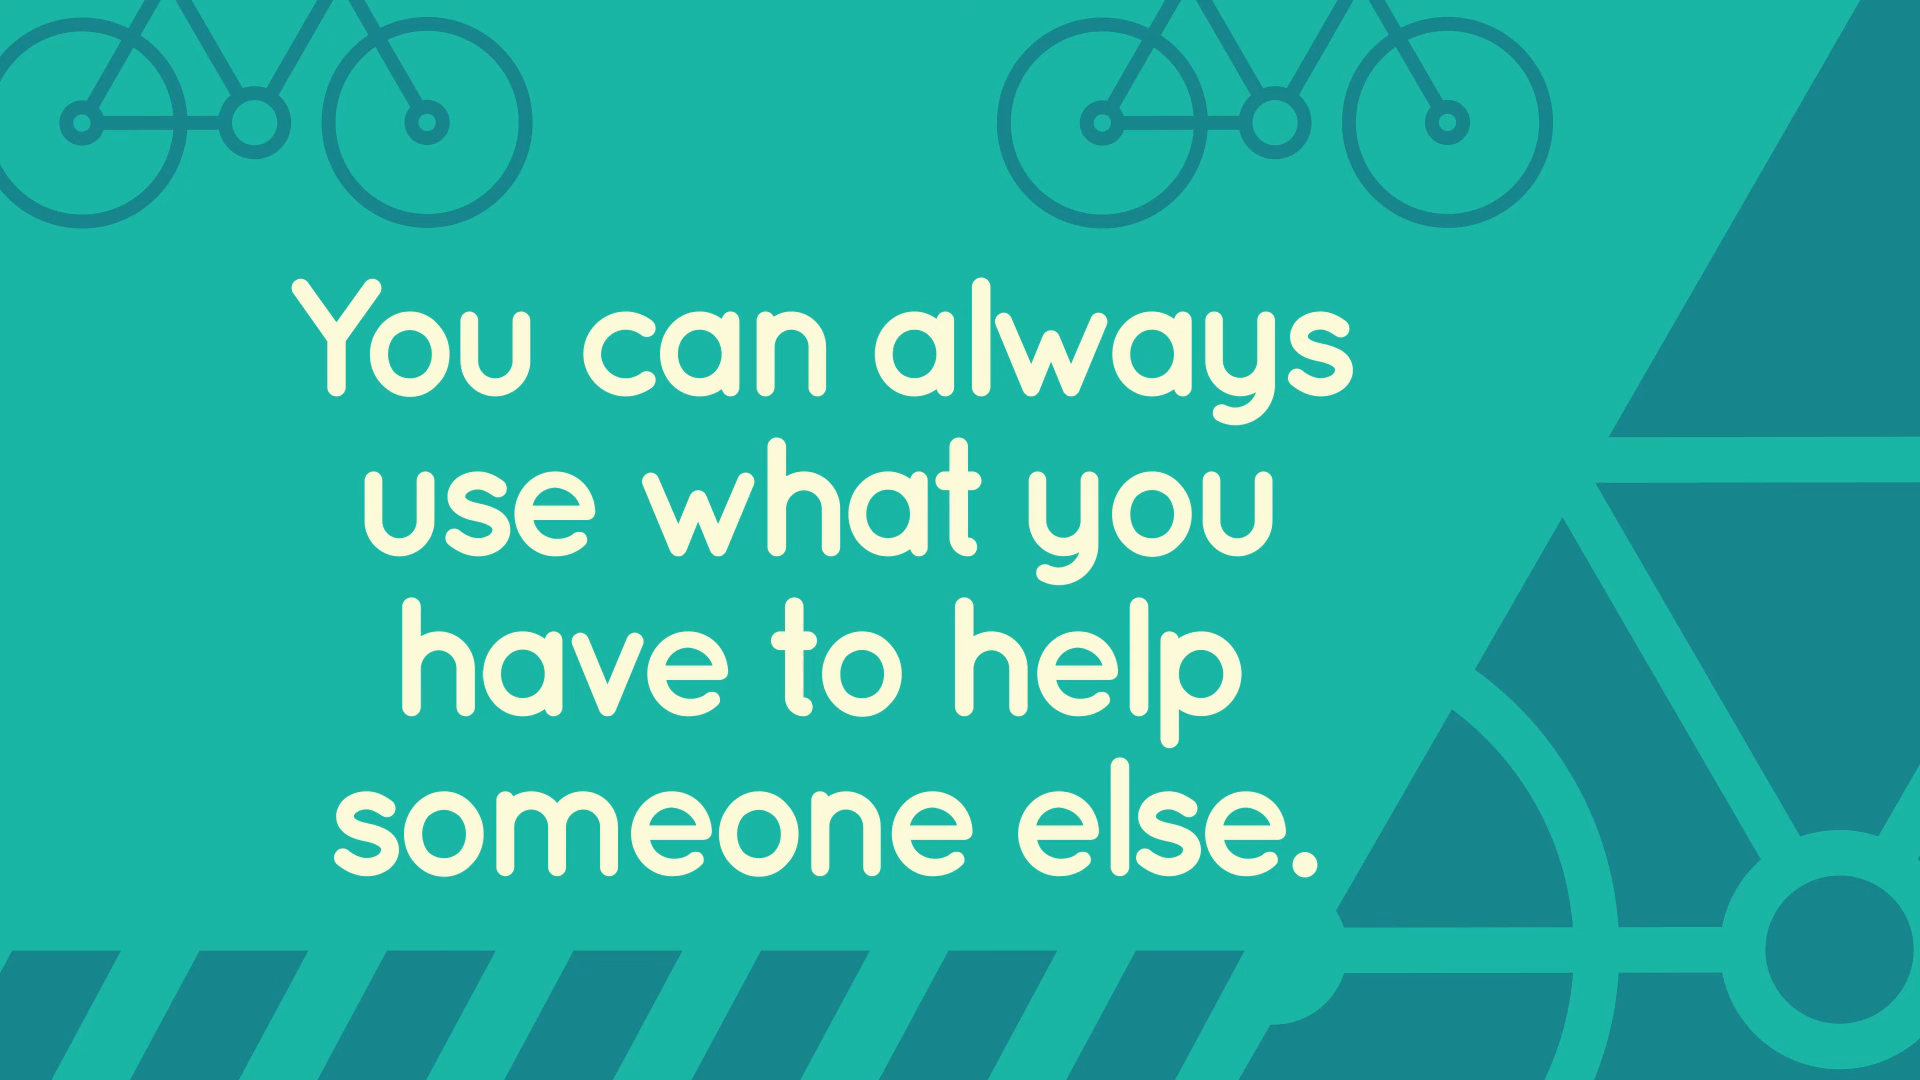 You can always
use what you
have to help
someone else.